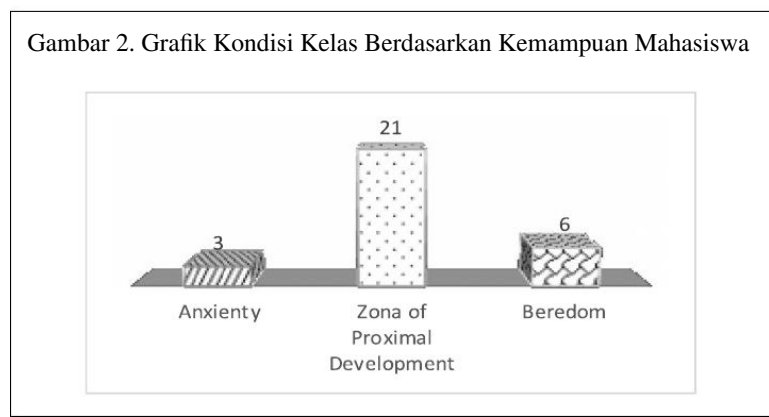 Gambar 2. Grafik Kondisi Kelas Berdasarkan Kemampuan Mahasiswa
21
3
6
Anxienty
Zona of
Proximal
Development
Beredom